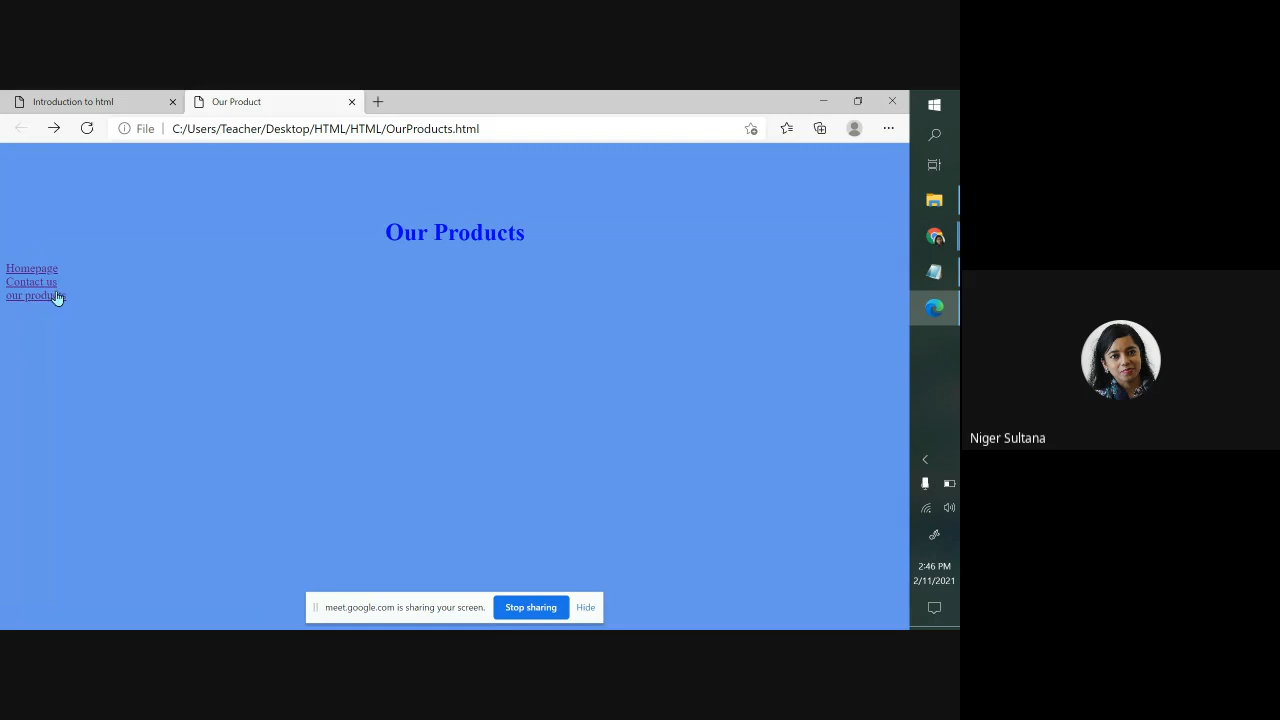 Introduction to html
Our Product
File
C:/Users/Teacher/Desktop/HTML/HTML/OurProducts.html
Our Products
Homepage
Contact us
our products
meet.google.com is sharing your screen.
Stop sharing
Hide
2:46 PM
2/11/2021
Niger Sultana